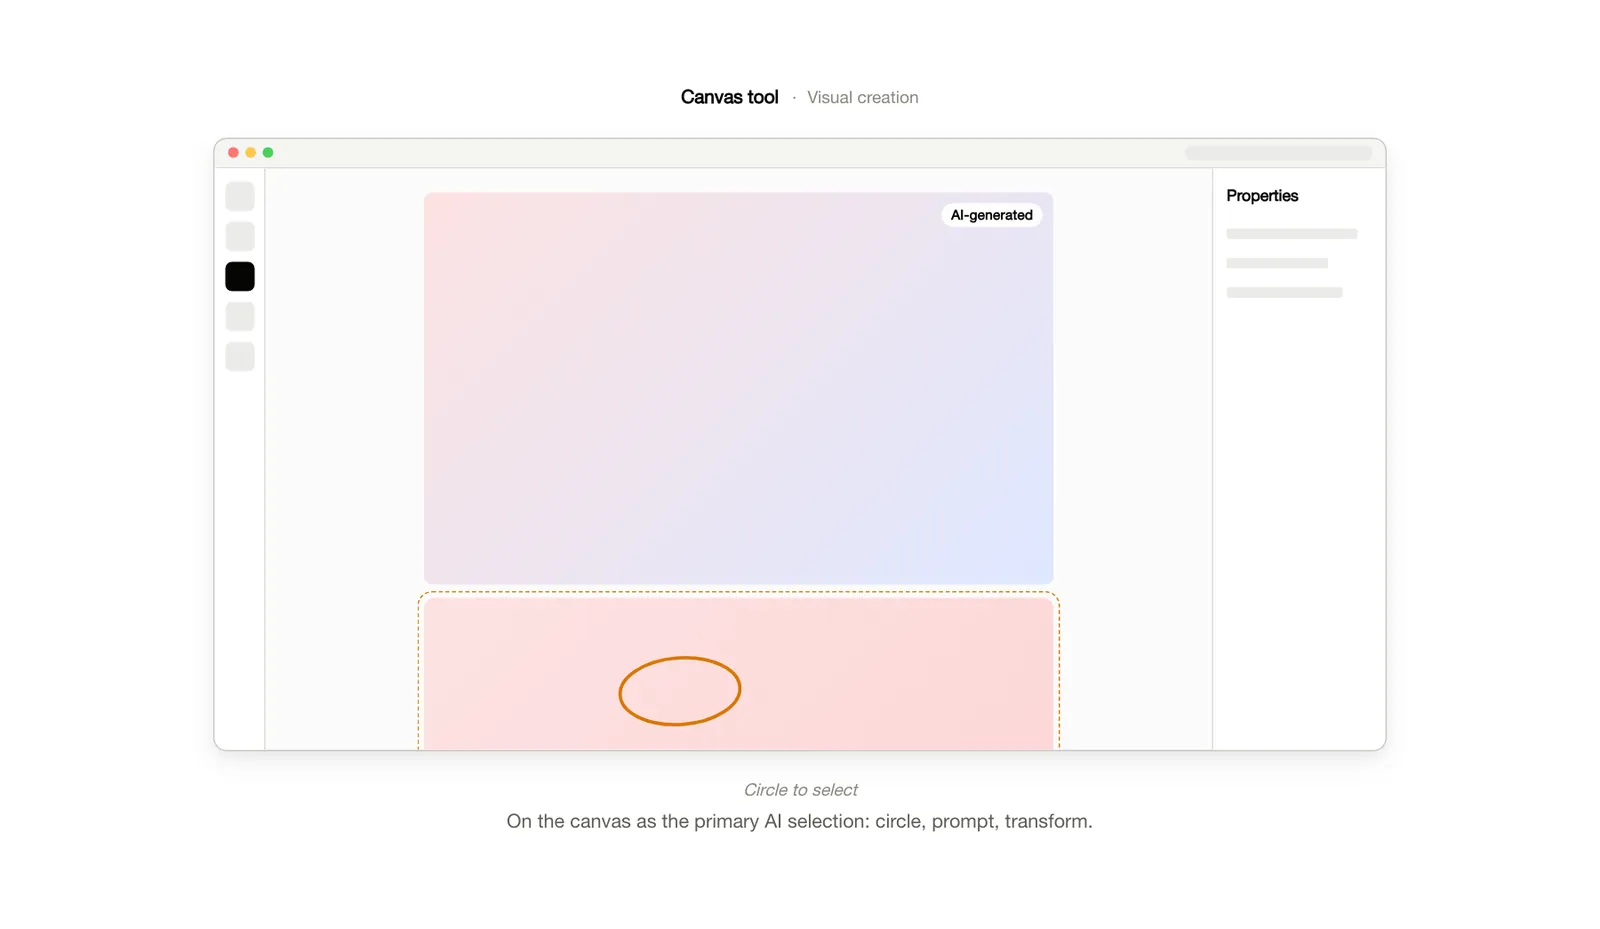 Canvas tool · Visual creation
AI-generated
Properties
Circle to select
On the canvas as the primary AI selection: circle, prompt, transform.